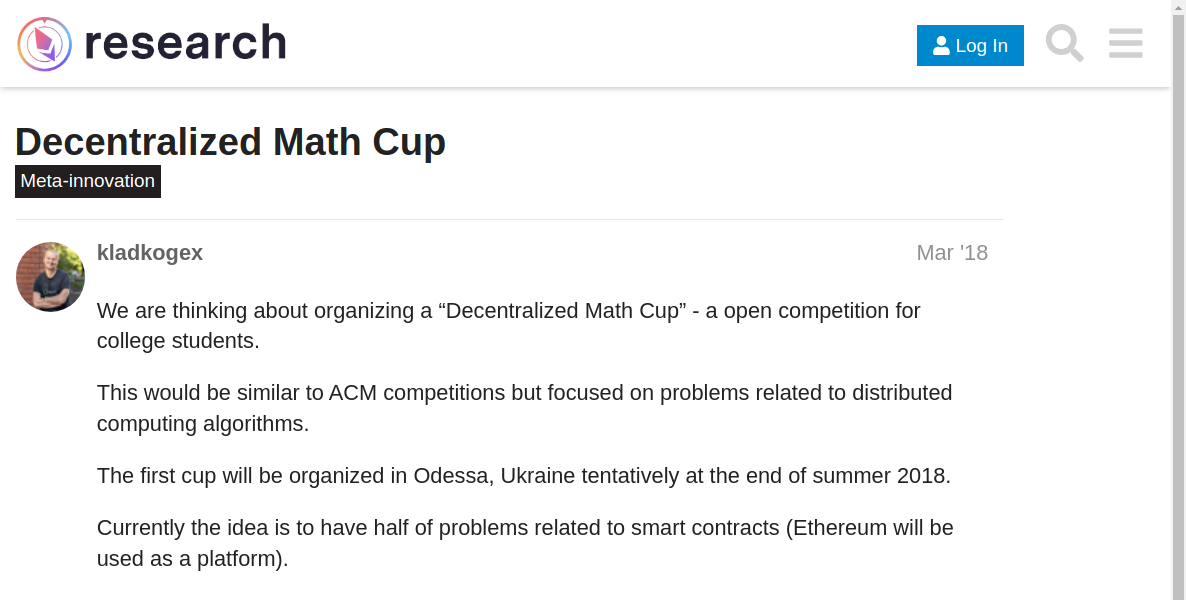 research
Log In
Decentralized Math Cup
Meta-innovation
kladkogex
Mar '18
We are thinking about organizing a “Decentralized Math Cup” - a open competition for
college students.
This would be similar to ACM competitions but focused on problems related to distributed
computing algorithms.
The first cup will be organized in Odessa, Ukraine tentatively at the end of summer 2018.
Currently the idea is to have half of problems related to smart contracts (Ethereum will be
used as a platform).